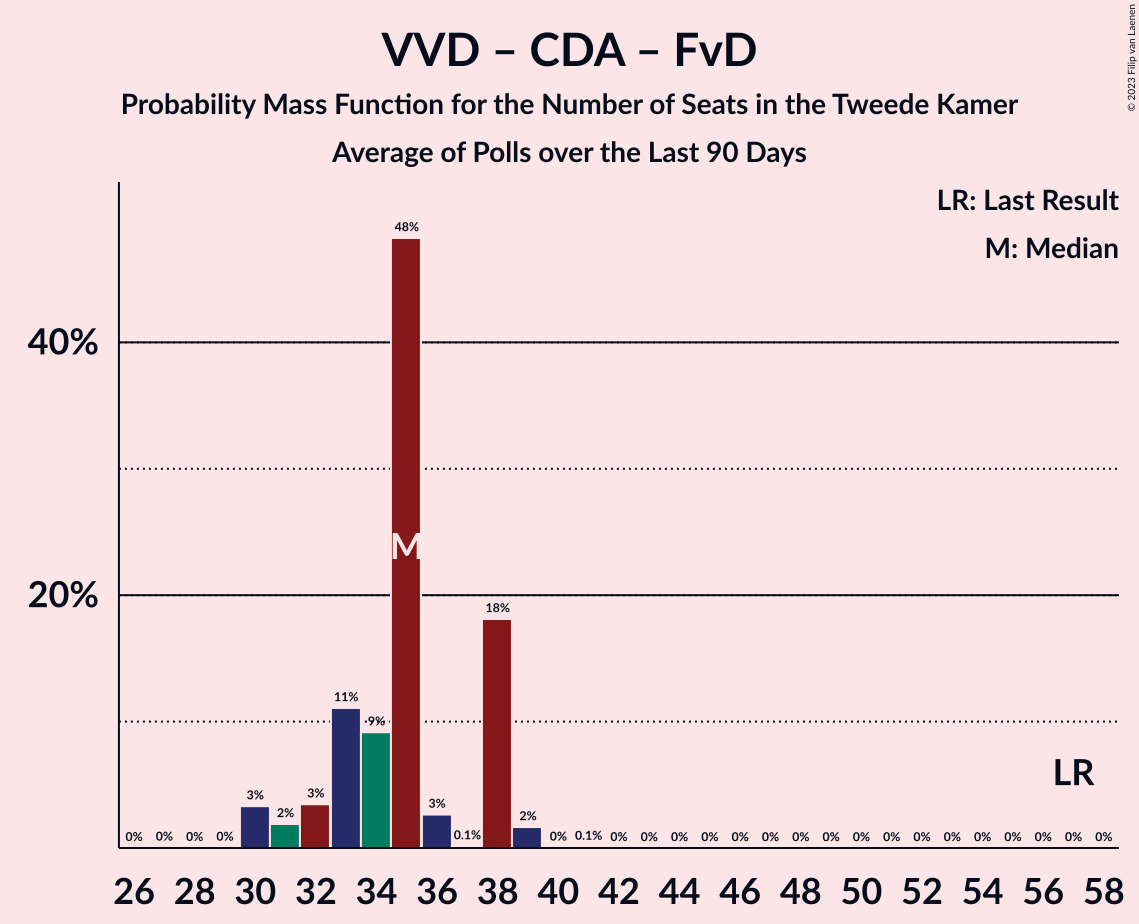 VVD – CDA – FvD
Probability Mass Function for the Number of Seats in the Tweede Kamer
Average of Polls over the Last 90 Days
© 2023 Filip van Laenen
LR: Last Result
M: Median
40%
20%
48%
M
18%
11%
9%
3%
2%
3%
3%
0.1%
2%
0% 0% 0% 0%
0% 0.1% 0% 0% 0% 0% 0% 0% 0% 0% 0% 0% 0% 0% 0% 0% 0% 0% 0%
LR
26 28 30 32 34 36 38 40 42 44 46 48 50 52 54 56 58